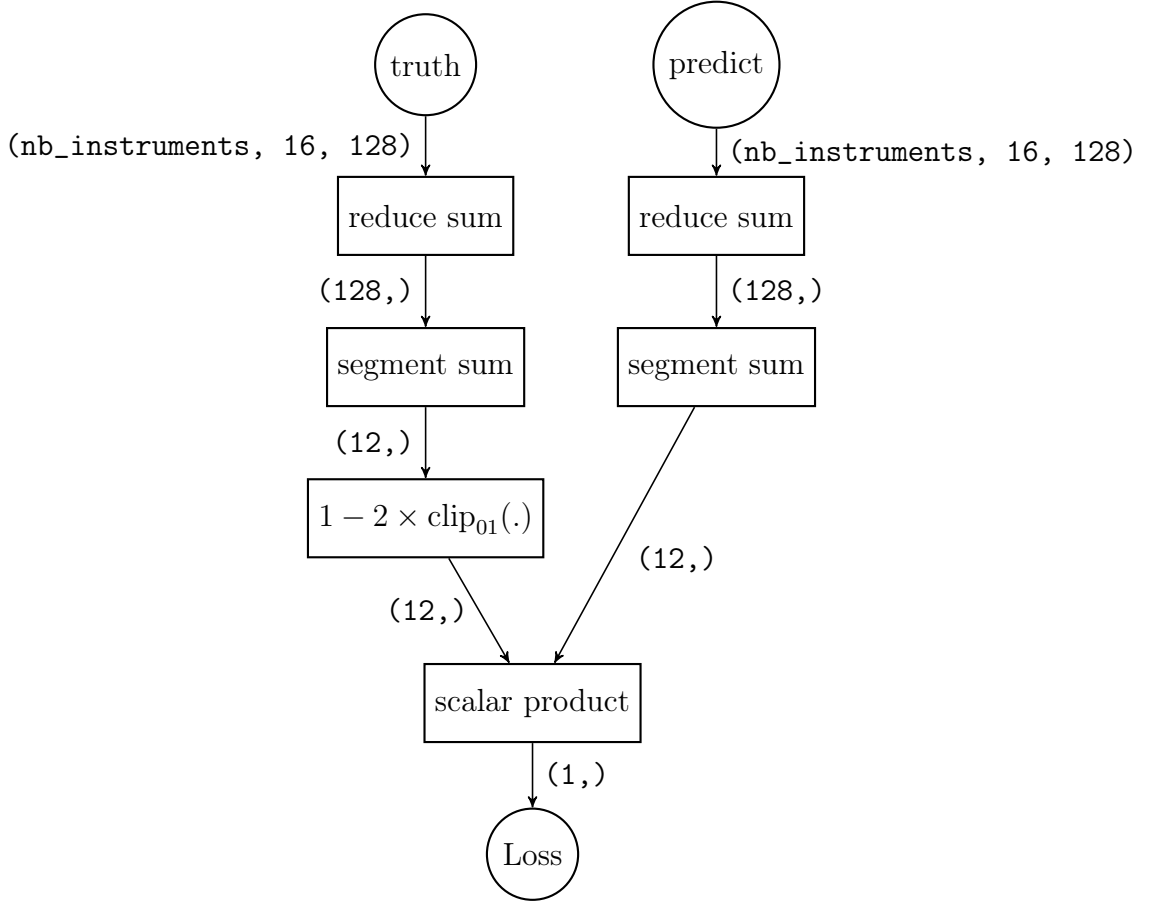 truth
predict
(nb_instruments, 16, 128)
(nb_instruments, 16, 128)
reduce sum
reduce sum
(128,)
(128,)
segment sum
segment sum
(12,)
1 − 2 × clip₀₁(.)
(12,)
(12,)
scalar product
(1,)
Loss